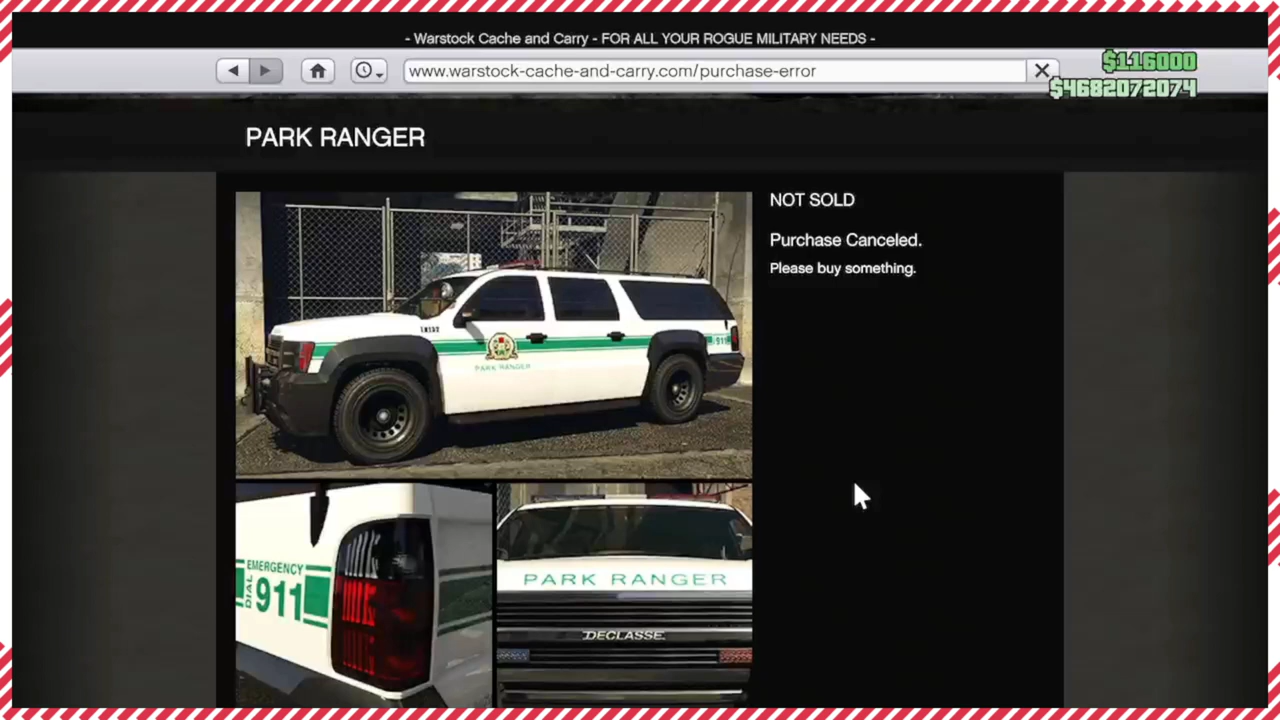 - Warstock Cache and Carry - FOR ALL YOUR ROGUE MILITARY NEEDS -
www.warstock-cache-and-carry.com/purchase-error
$116000
$4682072074
PARK RANGER
NOT SOLD
Purchase Canceled.
Please buy something.
911
PARK RANGER
EMERGENCY
DIAL 911
PARK RANGER
DECLASSE